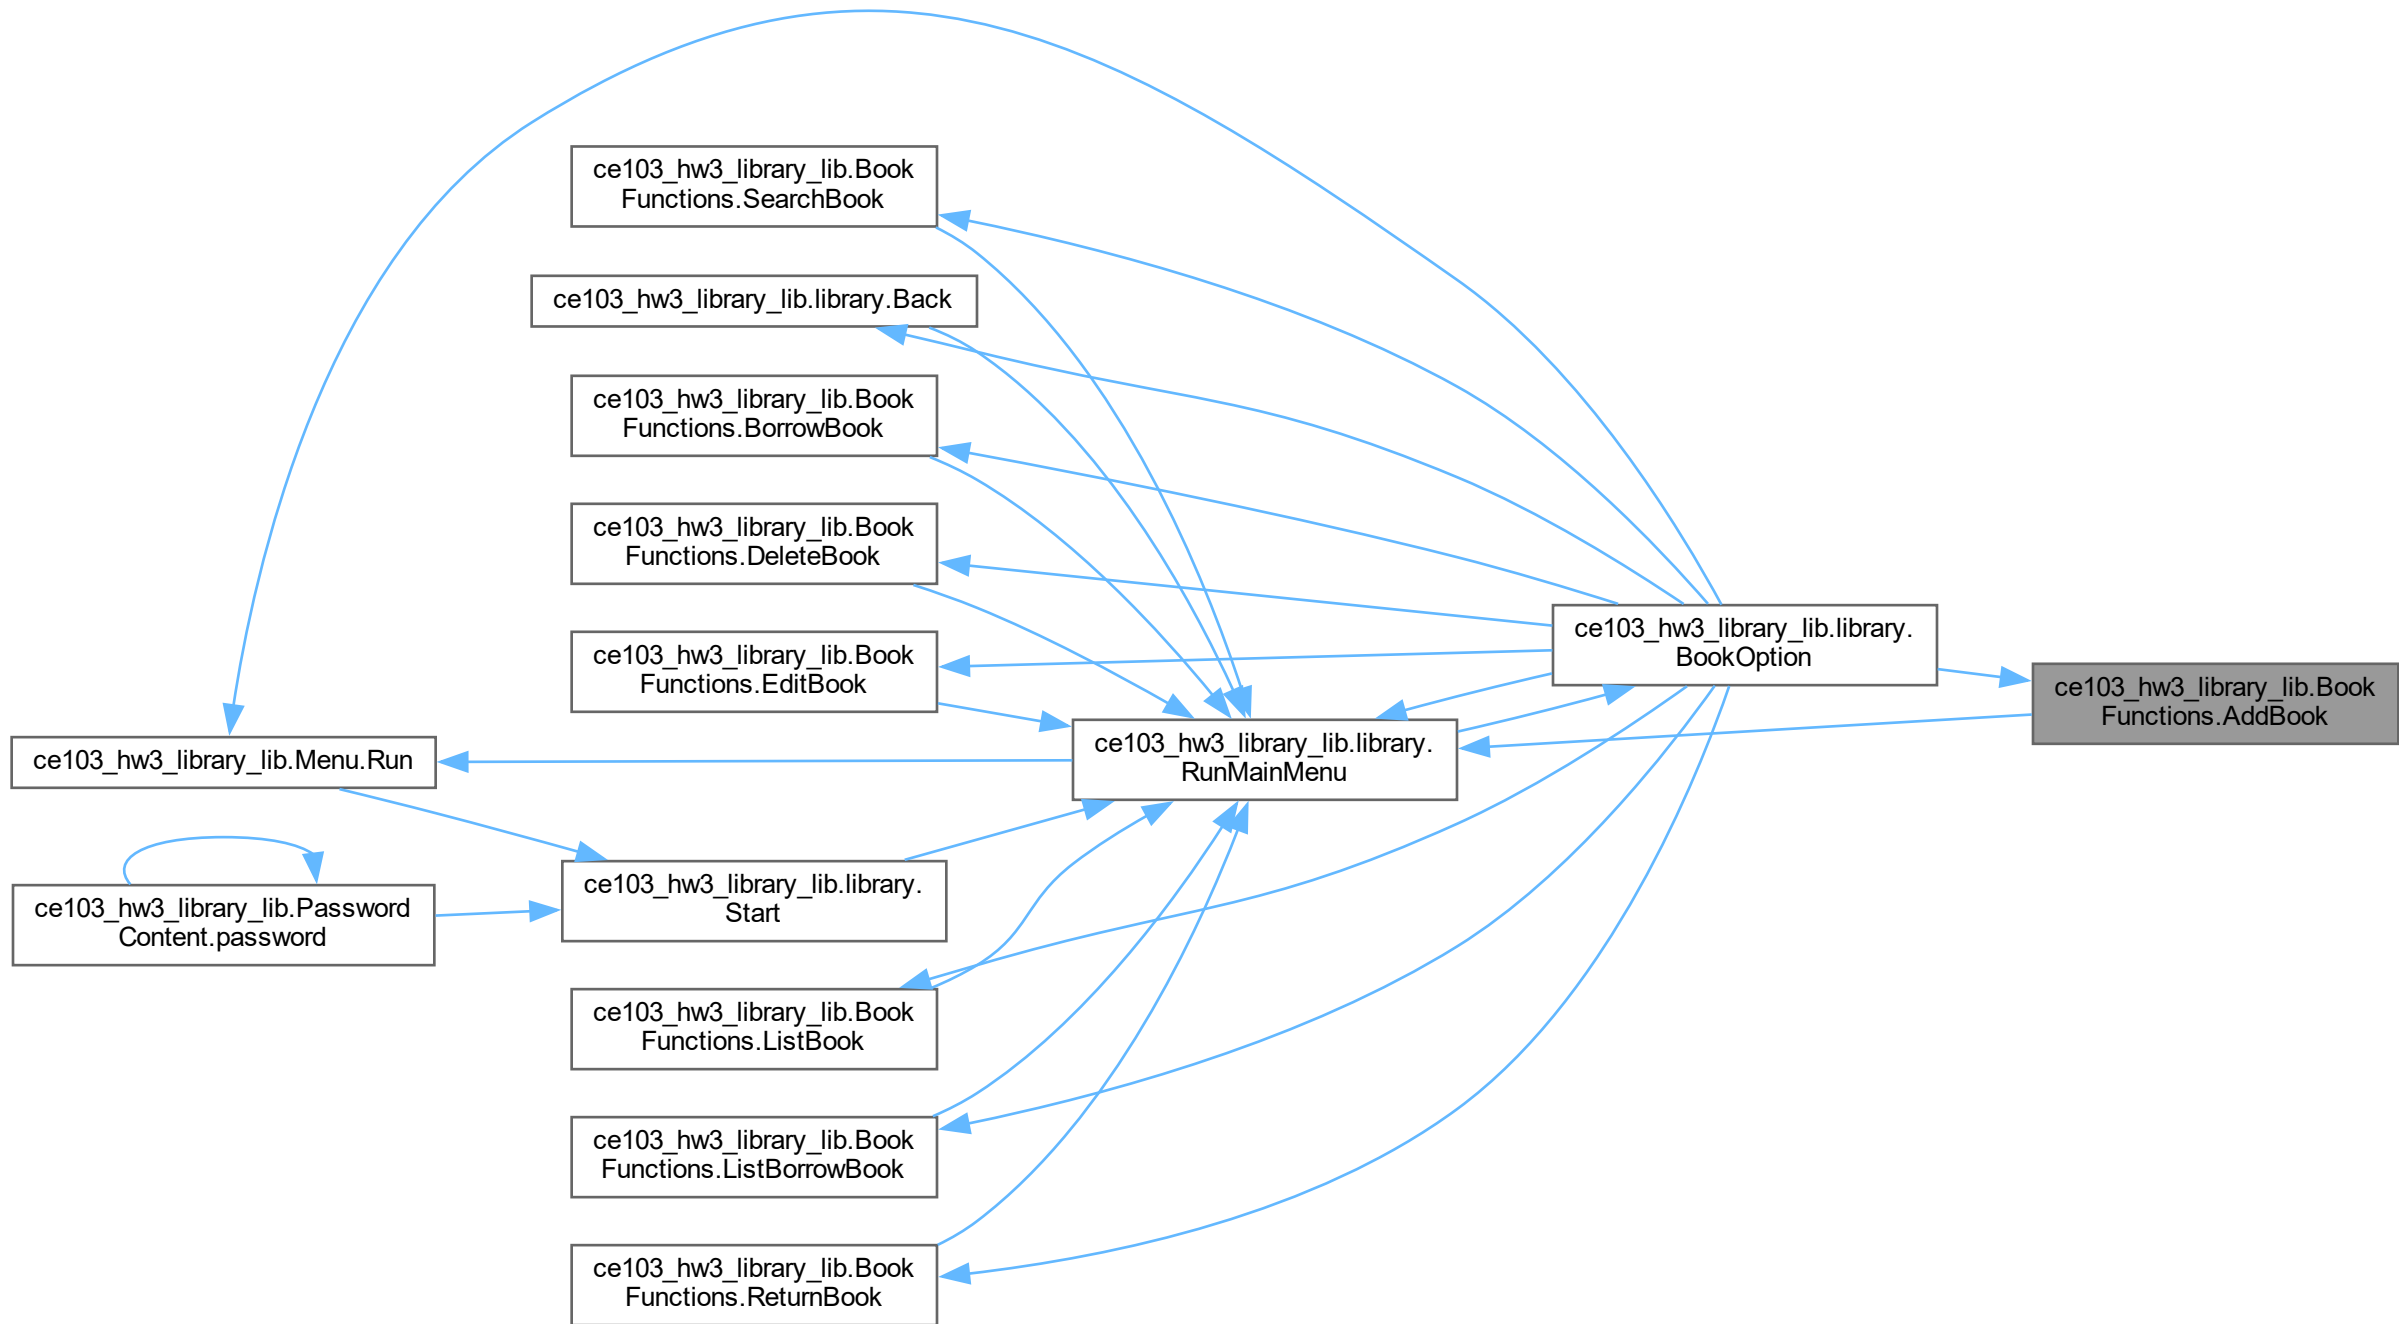 ce103_hw3_library_lib.Book
Functions.SearchBook
ce103_hw3_library_lib.library.Back
ce103_hw3_library_lib.Book
Functions.BorrowBook
ce103_hw3_library_lib.Book
Functions.DeleteBook
ce103_hw3_library_lib.Book
Functions.EditBook
ce103_hw3_library_lib.library.
BookOption
ce103_hw3_library_lib.Book
Functions.AddBook
ce103_hw3_library_lib.Menu.Run
ce103_hw3_library_lib.library.
RunMainMenu
ce103_hw3_library_lib.Password
Content.password
ce103_hw3_library_lib.library.
Start
ce103_hw3_library_lib.Book
Functions.ListBook
ce103_hw3_library_lib.Book
Functions.ListBorrowBook
ce103_hw3_library_lib.Book
Functions.ReturnBook